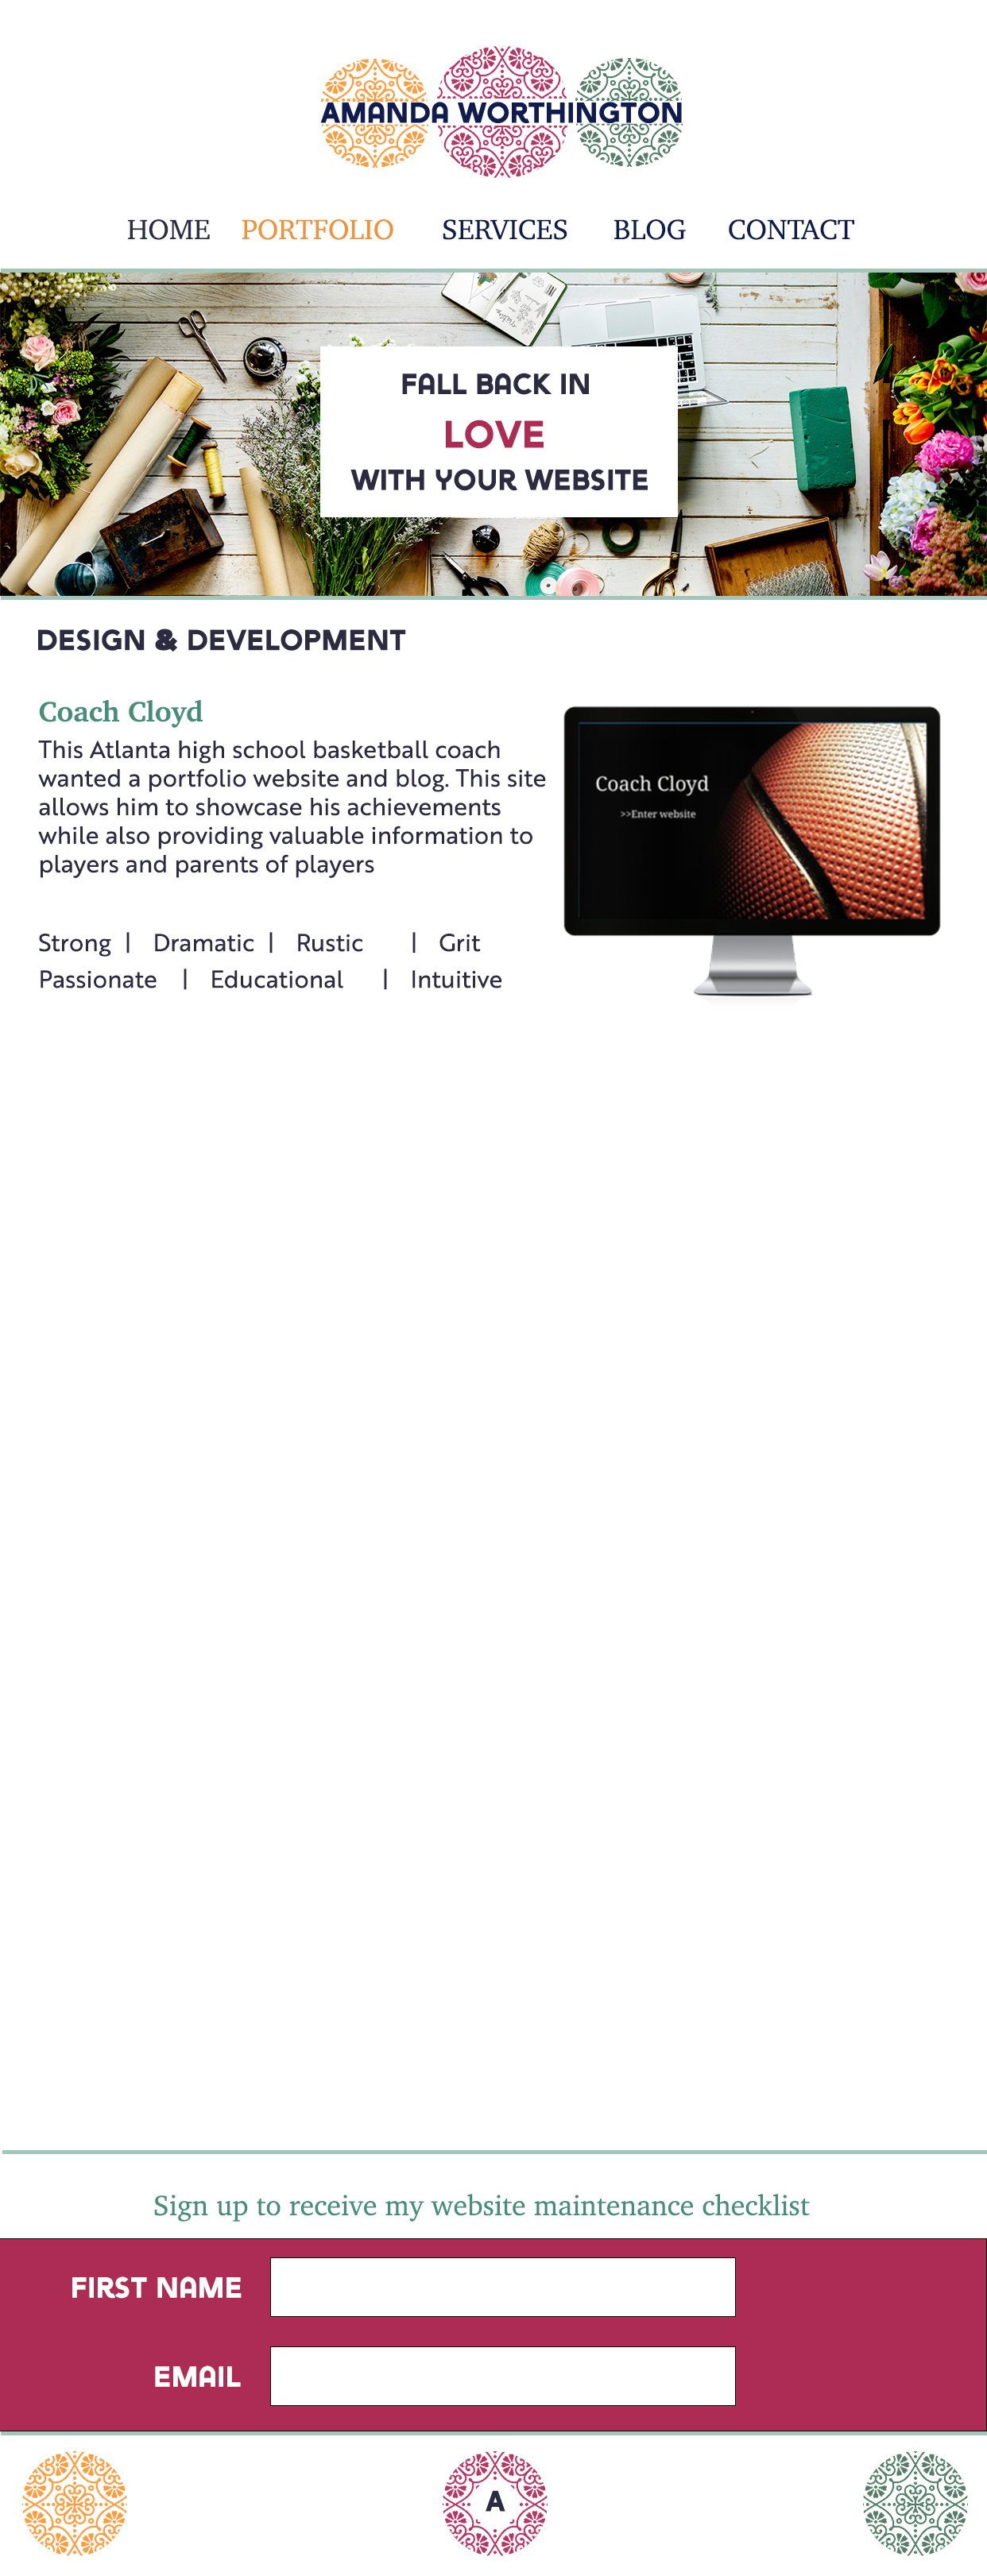 AMANDA WORTHINGTON
HOME PORTFOLIO SERVICES BLOG CONTACT
FALL BACK IN
LOVE
WITH YOUR WEBSITE
DESIGN & DEVELOPMENT
Coach Cloyd
This Atlanta high school basketball coach
wanted a portfolio website and blog. This site
allows him to showcase his achievements
while also providing valuable information to
players and parents of players
Strong | Dramatic | Rustic | Grit
Passionate | Educational | Intuitive
Coach Cloyd
>>Enter website
Sign up to receive my website maintenance checklist
FIRST NAME
EMAIL
A